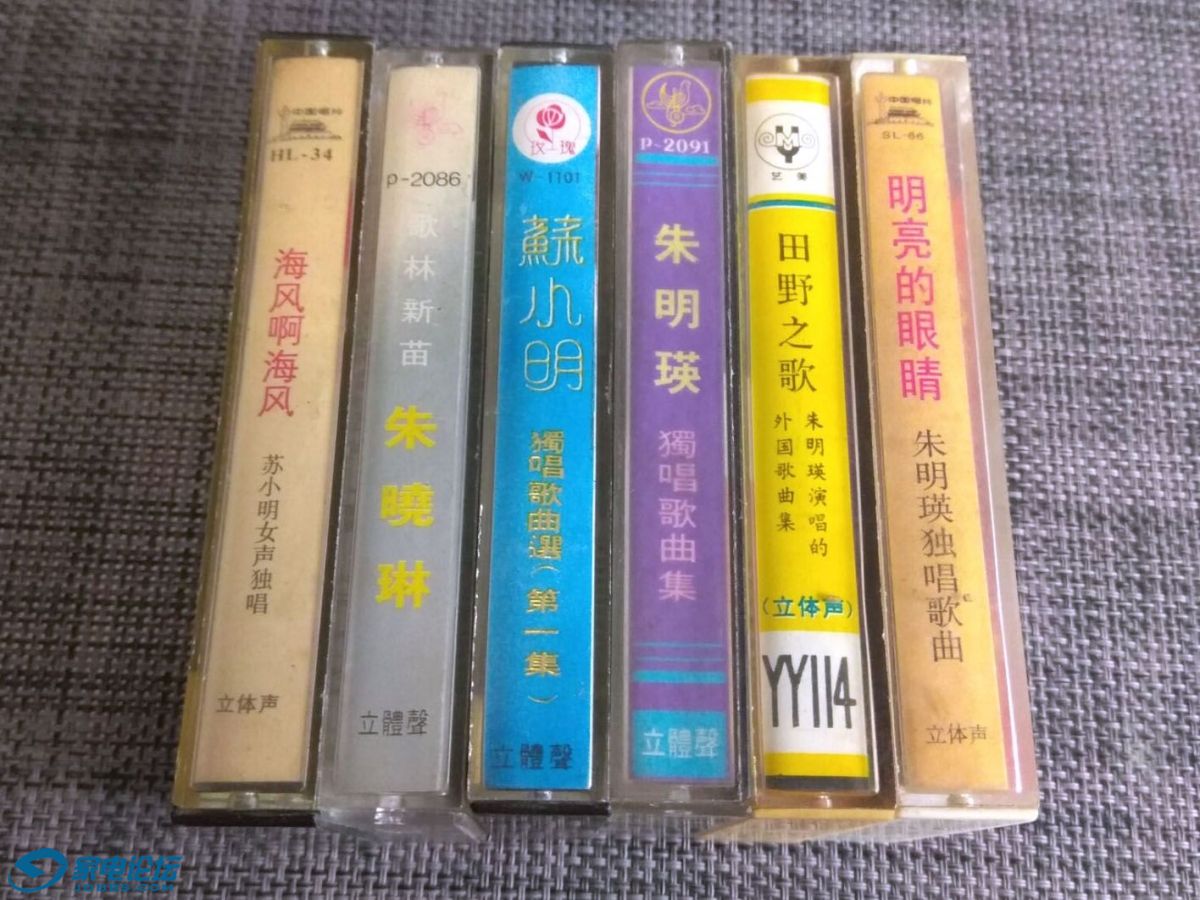 中国唱片
HL-34
海风啊海风
苏小明女声独唱
立体声
P-2086
歌林新苗
朱曉琳
立體聲
玫瑰
W-1101
蘇小明
獨唱歌曲選(第一集)
立體聲
P-2091
朱明瑛
獨唱歌曲集
立體聲
MY
艺美
田野之歌
朱明瑛演唱的
外国歌曲集
(立体声)
YY114
中国唱片
SL-66
明亮的眼睛
朱明瑛独唱歌曲
立体声
家电论坛